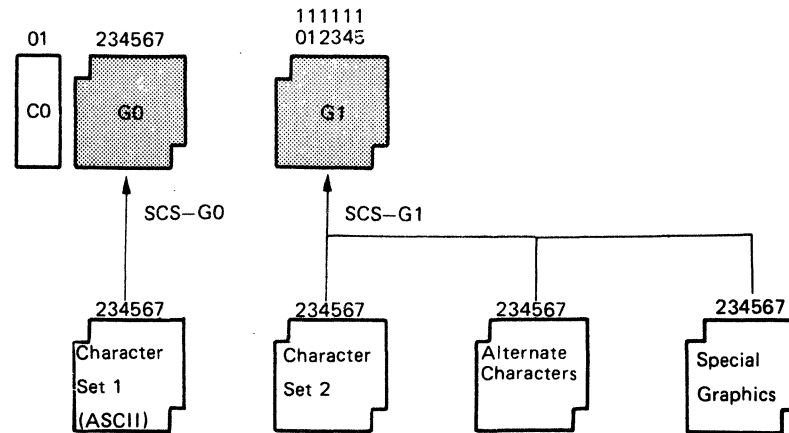 111111
01 234567 012345
C0 G0 G1
SCS—G0 SCS—G1
234567 234567 234567 234567
Character Character Alternate Special
Set 1 Set 2 Characters Graphics
(ASCII)